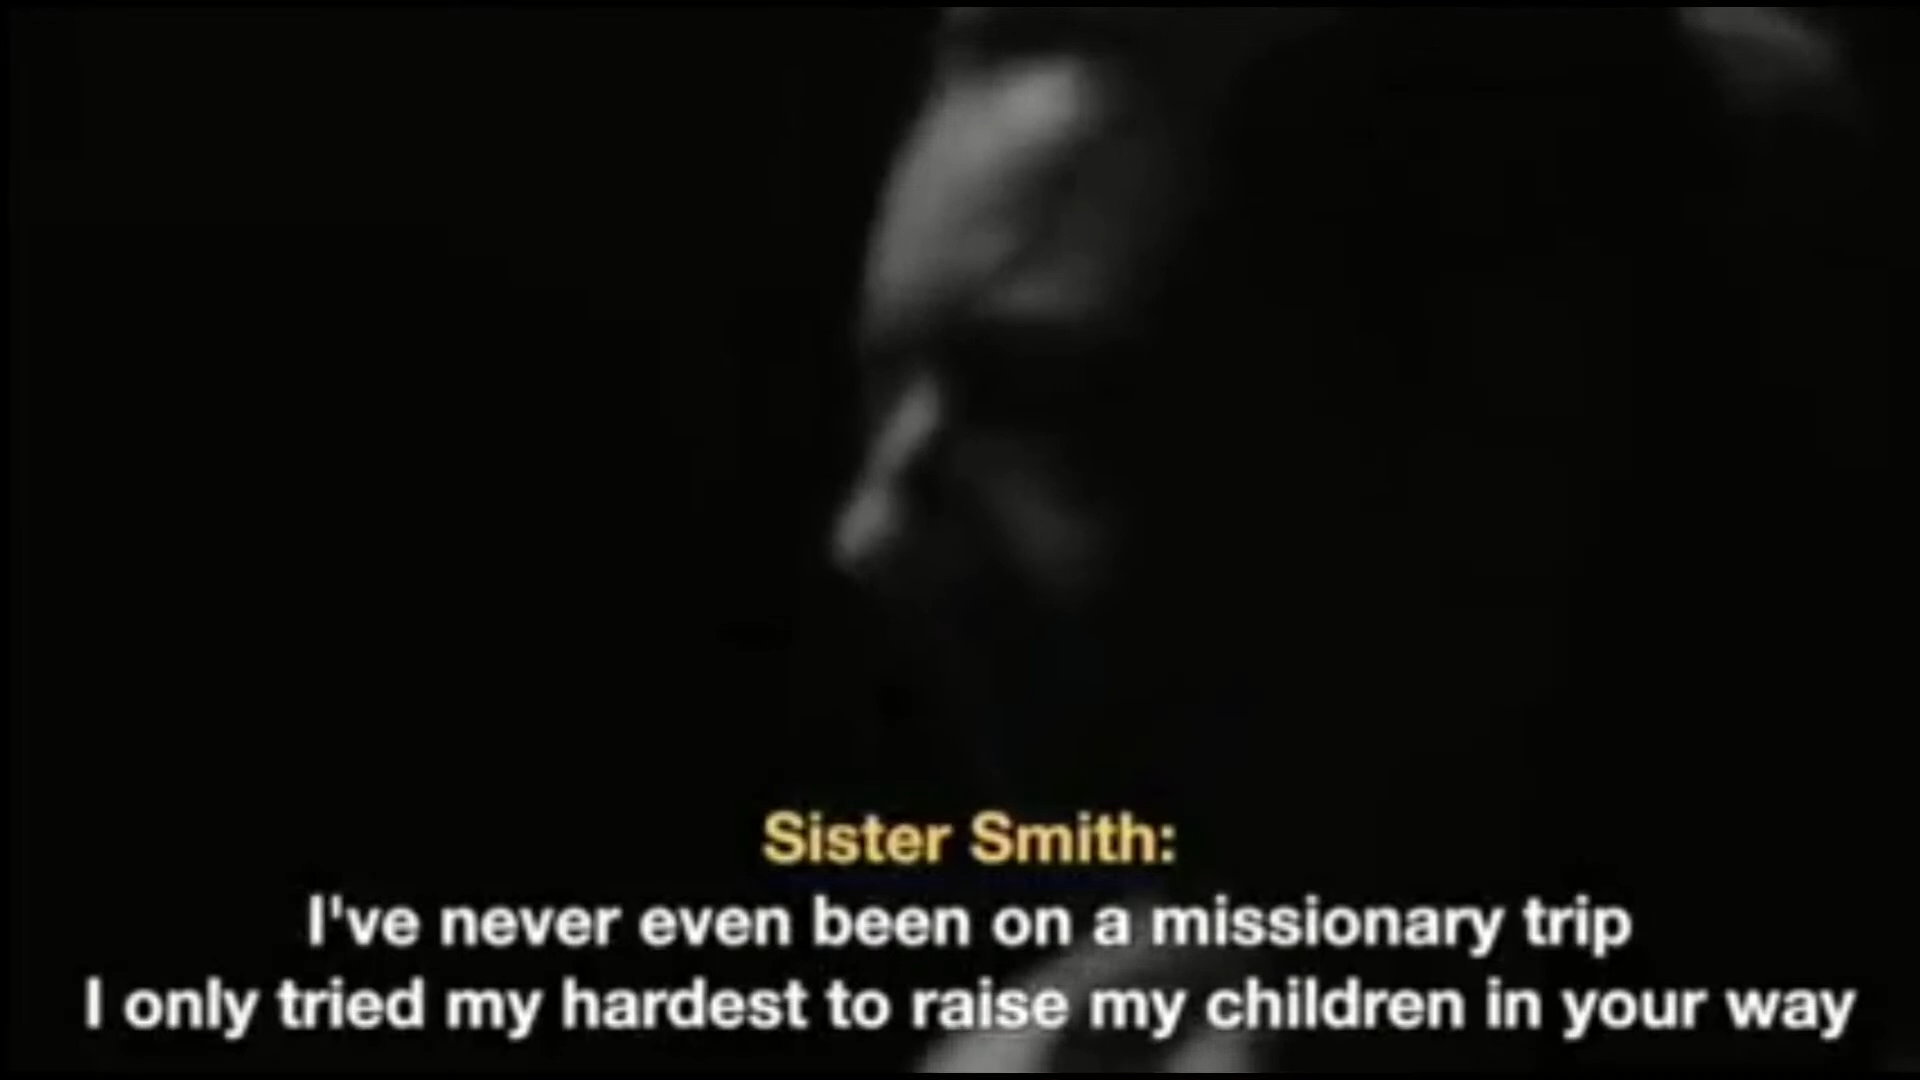 Sister Smith:
I've never even been on a missionary trip
I only tried my hardest to raise my children in your way